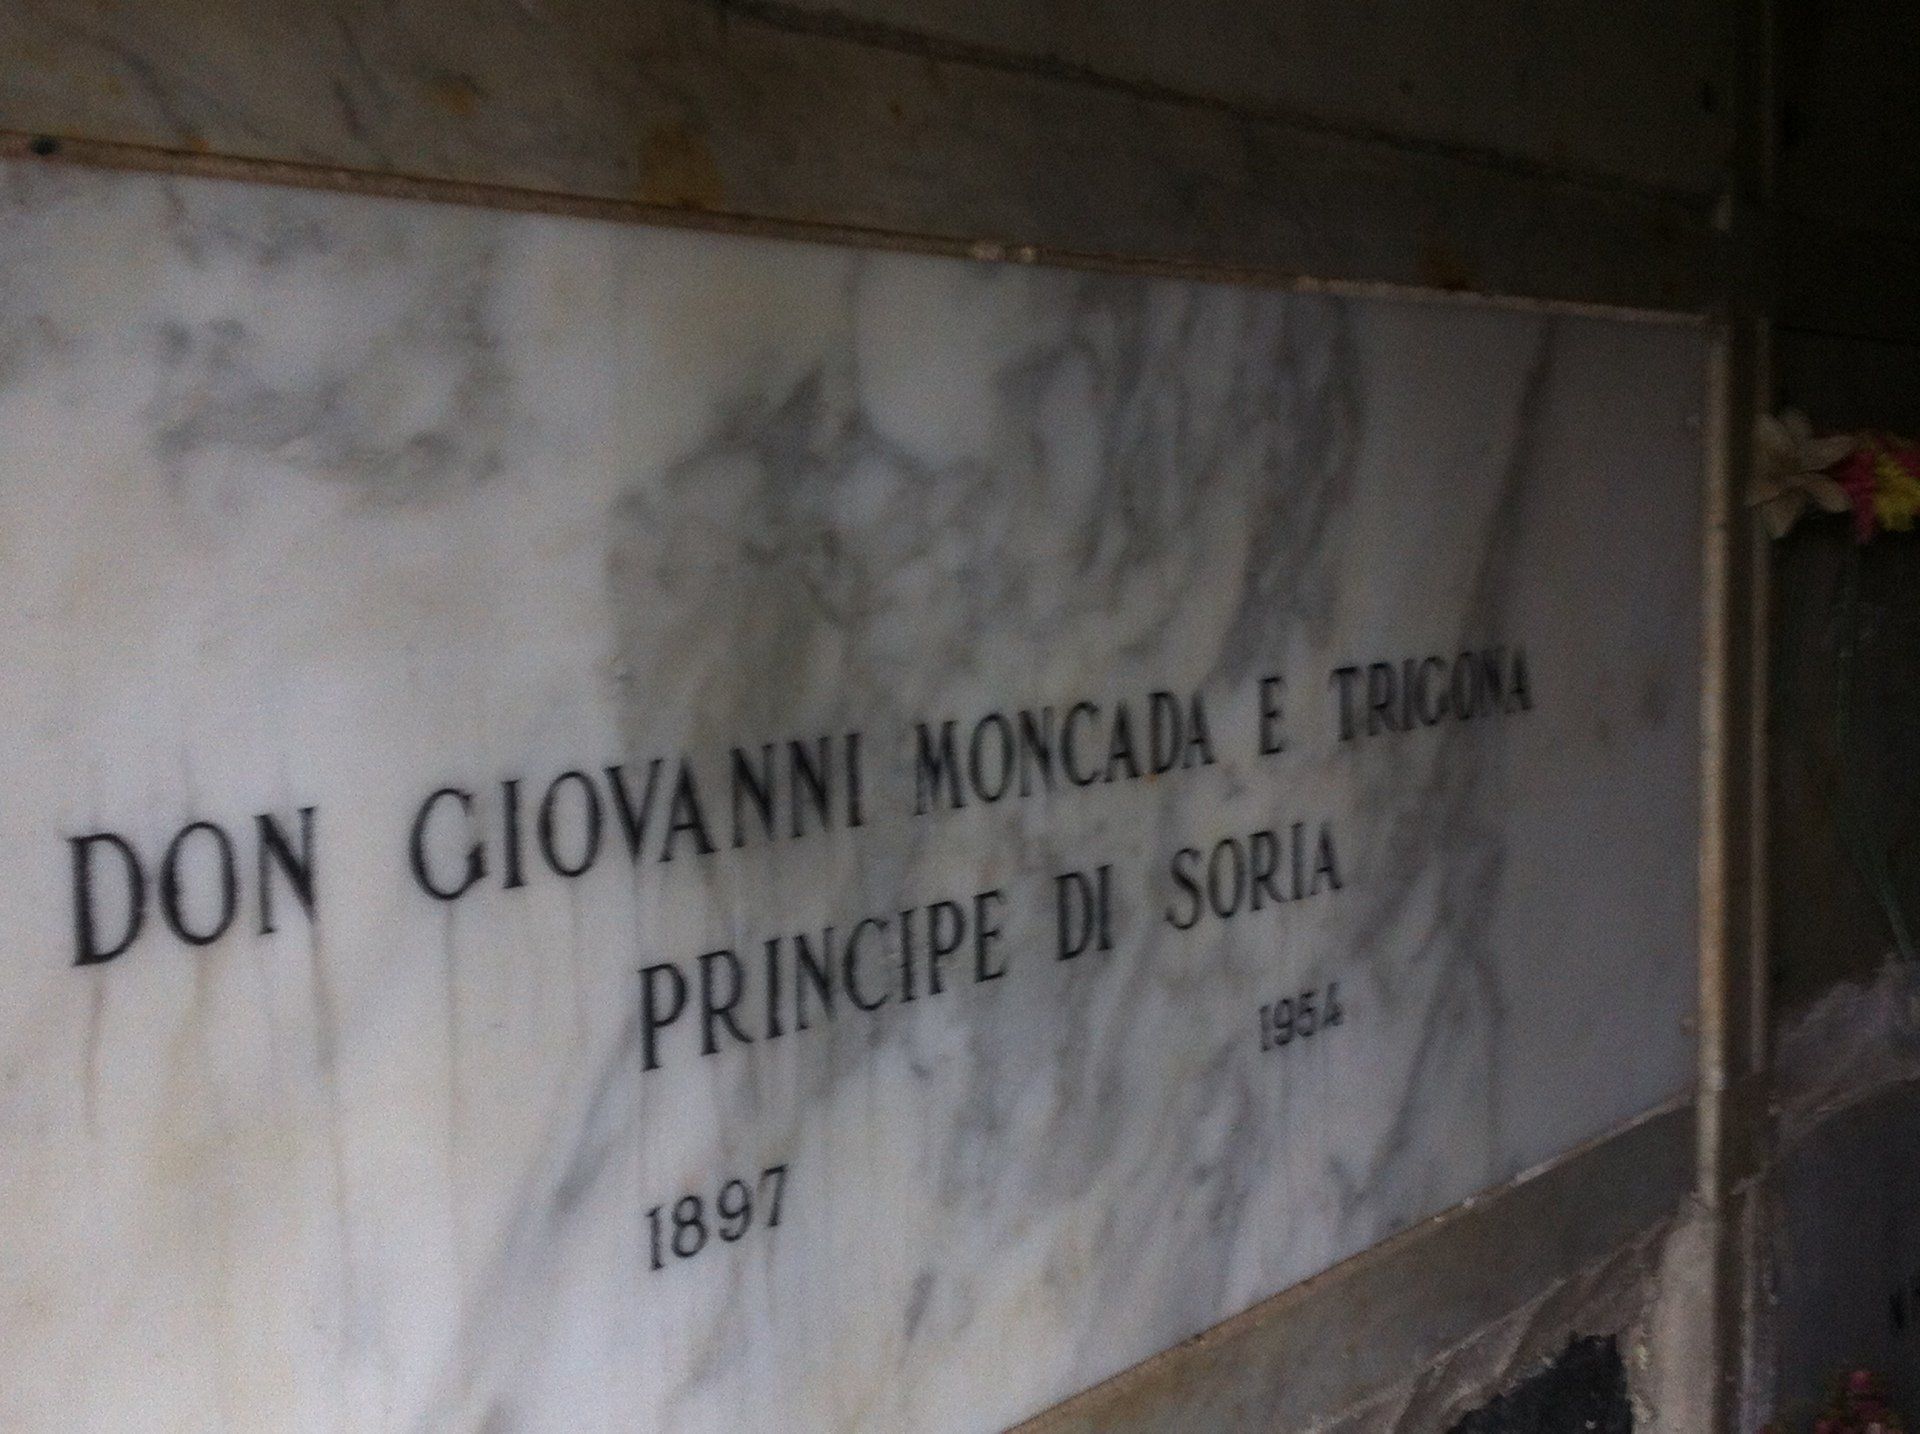 DON GIOVANNI MONCADA E TRIGONA
PRINCIPE DI SORIA
1897 1954